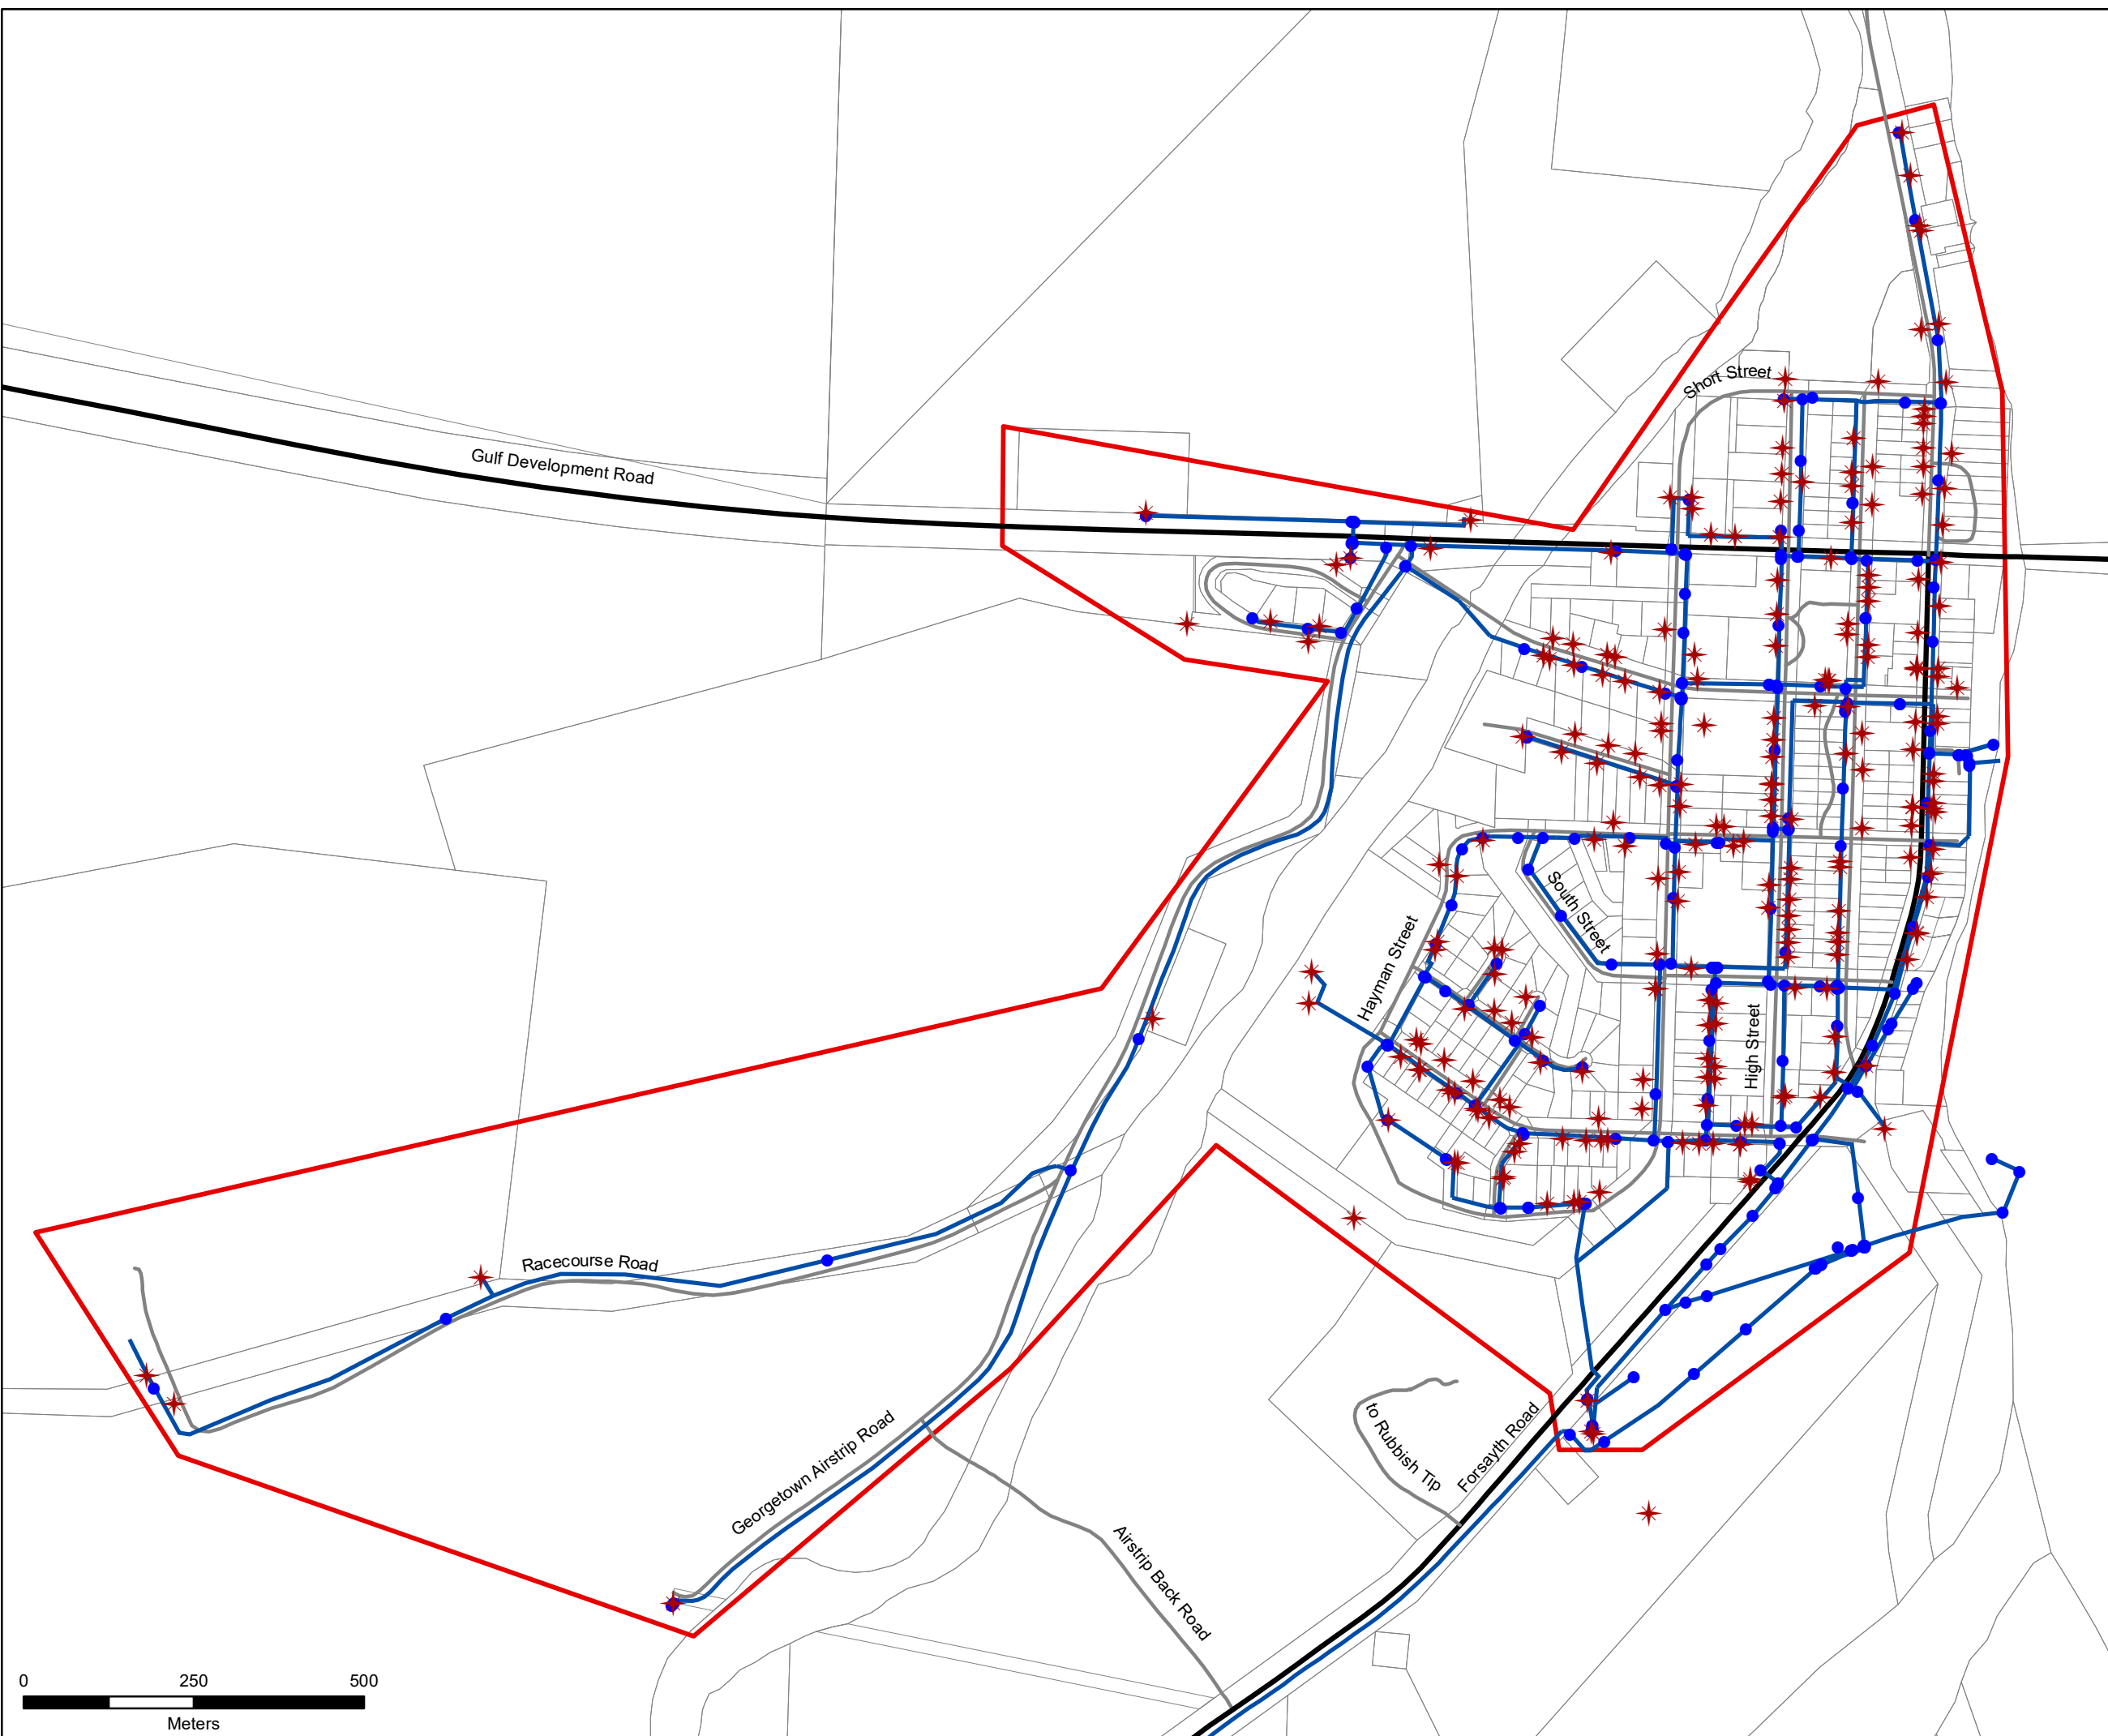 Short Street
Gulf Development Road
South Street
Hayman Street
High Street
Racecourse Road
Georgetown Airstrip Road
to Rubbish Tip
Forsayth Road
Airstrip Back Road
0 250 500
Meters